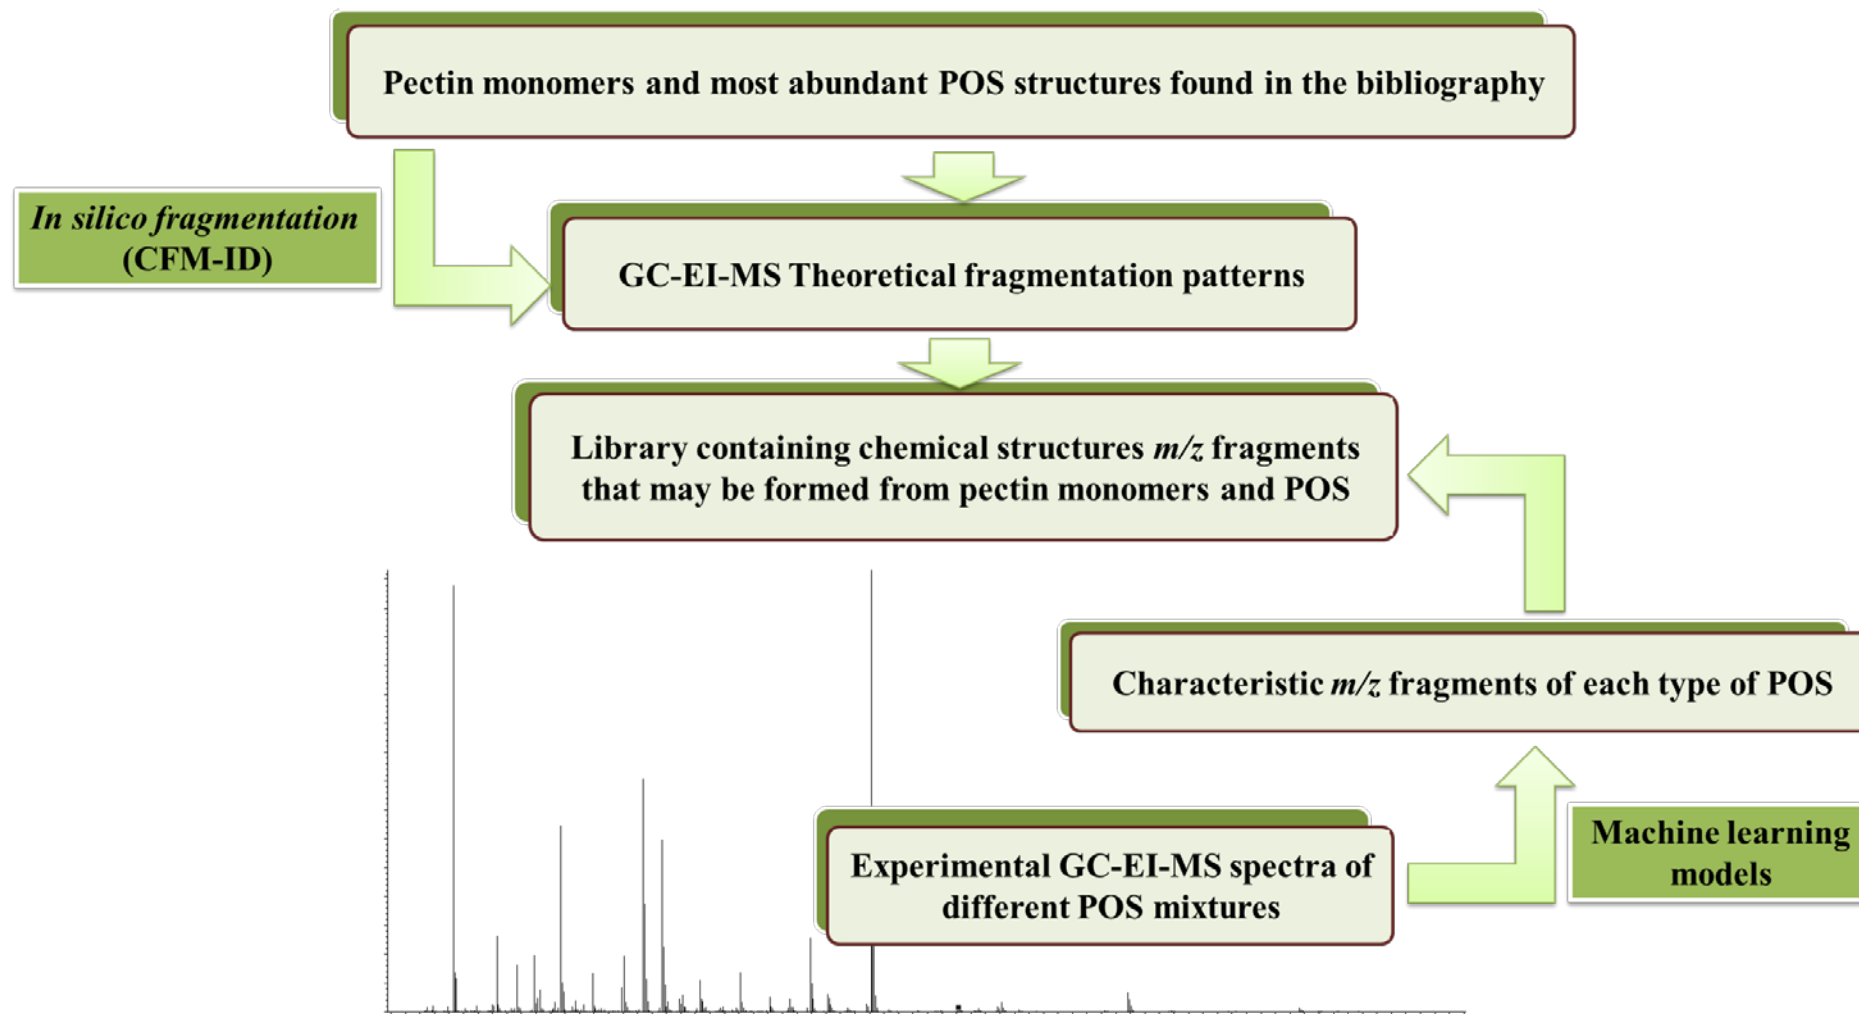 Pectin monomers and most abundant POS structures found in the bibliography
In silico fragmentation
(CFM-ID)
GC-EI-MS Theoretical fragmentation patterns
Library containing chemical structures m/z fragments
that may be formed from pectin monomers and POS
Characteristic m/z fragments of each type of POS
Experimental GC-EI-MS spectra of
different POS mixtures
Machine learning
models